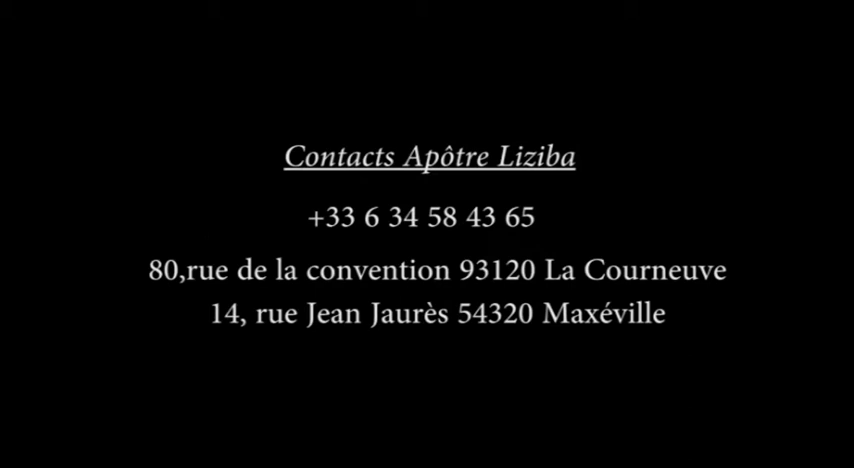 Contacts Apôtre Liziba
+33 6 34 58 43 65
80,rue de la convention 93120 La Courneuve
14, rue Jean Jaurès 54320 Maxéville